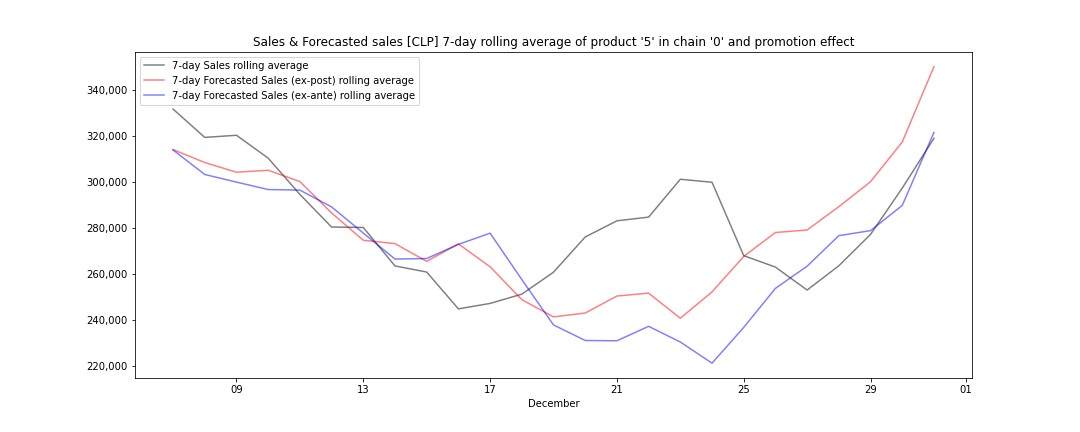 Sales & Forecasted sales [CLP] 7-day rolling average of product '5' in chain '0' and promotion effect
7-day Sales rolling average
7-day Forecasted Sales (ex-post) rolling average
7-day Forecasted Sales (ex-ante) rolling average
340,000
320,000
300,000
280,000
260,000
240,000
220,000
09 13 17 21 25 29 01
December